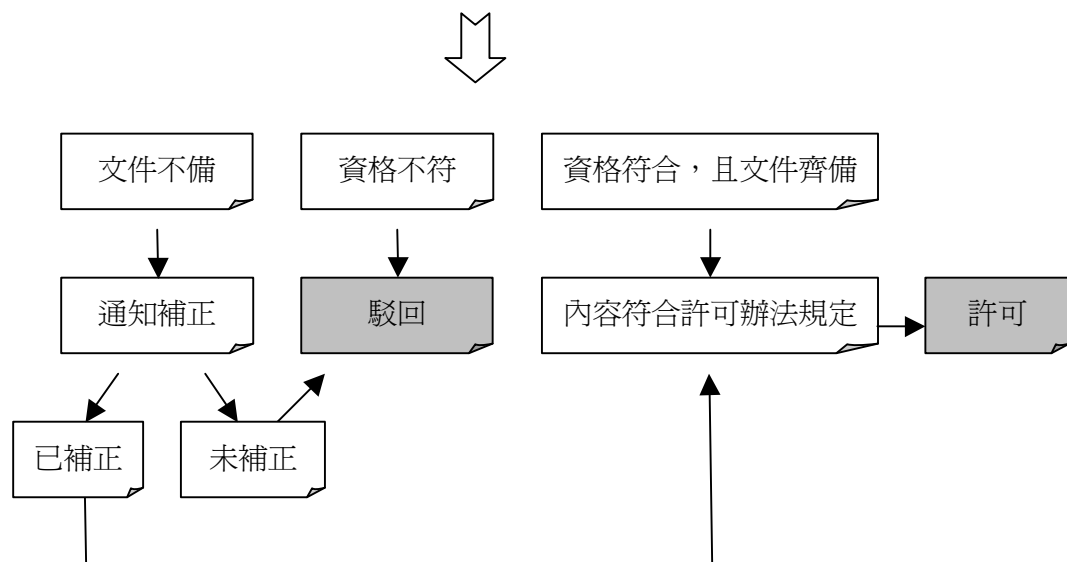 文件不備
資格不符
資格符合，且文件齊備
通知補正
駁回
內容符合許可辦法規定
許可
已補正
未補正